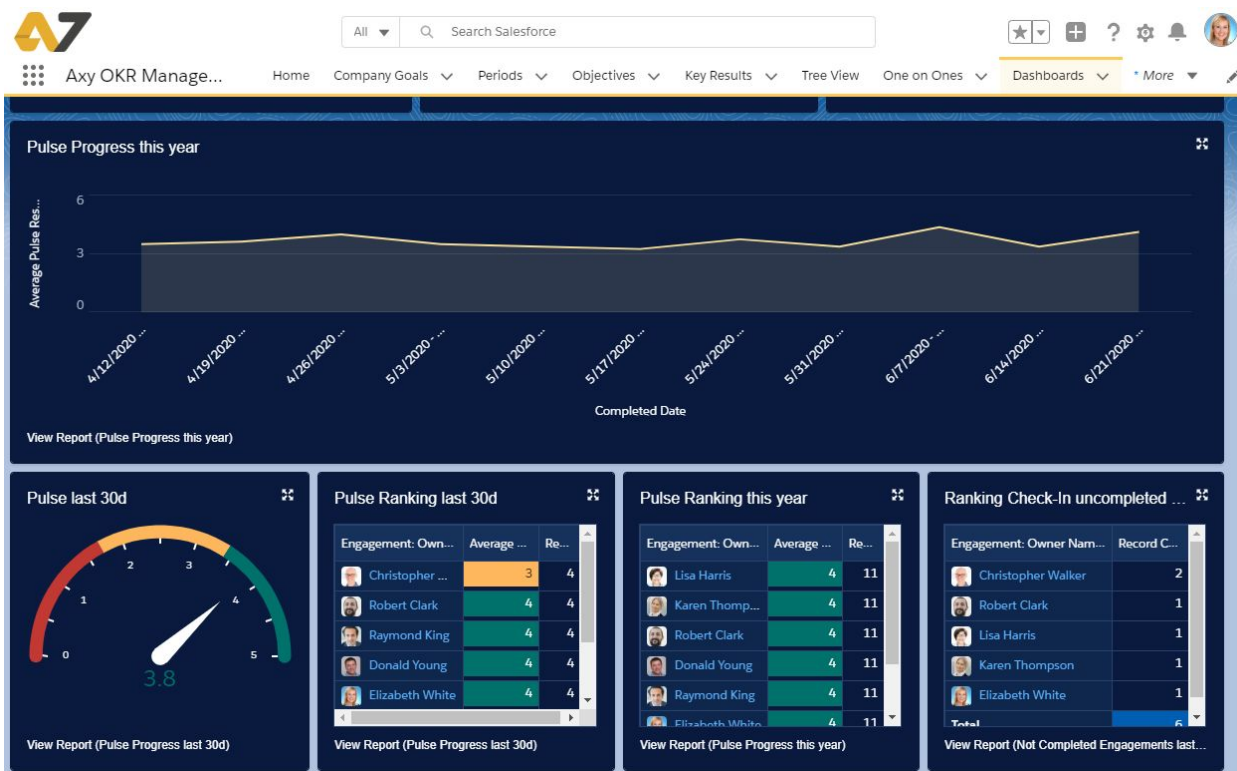 A7
All
Search Salesforce
Axy OKR Manage...
Home
Company Goals
Periods
Objectives
Key Results
Tree View
One on Ones
Dashboards
* More
Pulse Progress this year
Average Pulse Res...
6
3
0
4/12/2020 ...
4/19/2020 ...
4/26/2020 ...
5/3/2020 - ...
5/10/2020 ...
5/17/2020 ...
5/24/2020 ...
5/31/2020 ...
6/7/2020 - ...
6/14/2020 ...
6/21/2020 ...
Completed Date
View Report (Pulse Progress this year)
Pulse last 30d
0
1
2
3
4
5
3.8
View Report (Pulse Progress last 30d)
Pulse Ranking last 30d
Engagement: Own... Average ... Re...
Christopher ... 3 4
Robert Clark 4 4
Raymond King 4 4
Donald Young 4 4
Elizabeth White 4 4
View Report (Pulse Progress last 30d)
Pulse Ranking this year
Engagement: Own... Average ... Re...
Lisa Harris 4 11
Karen Thomp... 4 11
Robert Clark 4 11
Donald Young 4 11
Raymond King 4 11
Elizabeth White 4 11
View Report (Pulse Progress this year)
Ranking Check-In uncompleted ...
Engagement: Owner Nam... Record C...
Christopher Walker 2
Robert Clark 1
Lisa Harris 1
Karen Thompson 1
Elizabeth White 1
Total 6
View Report (Not Completed Engagements last...